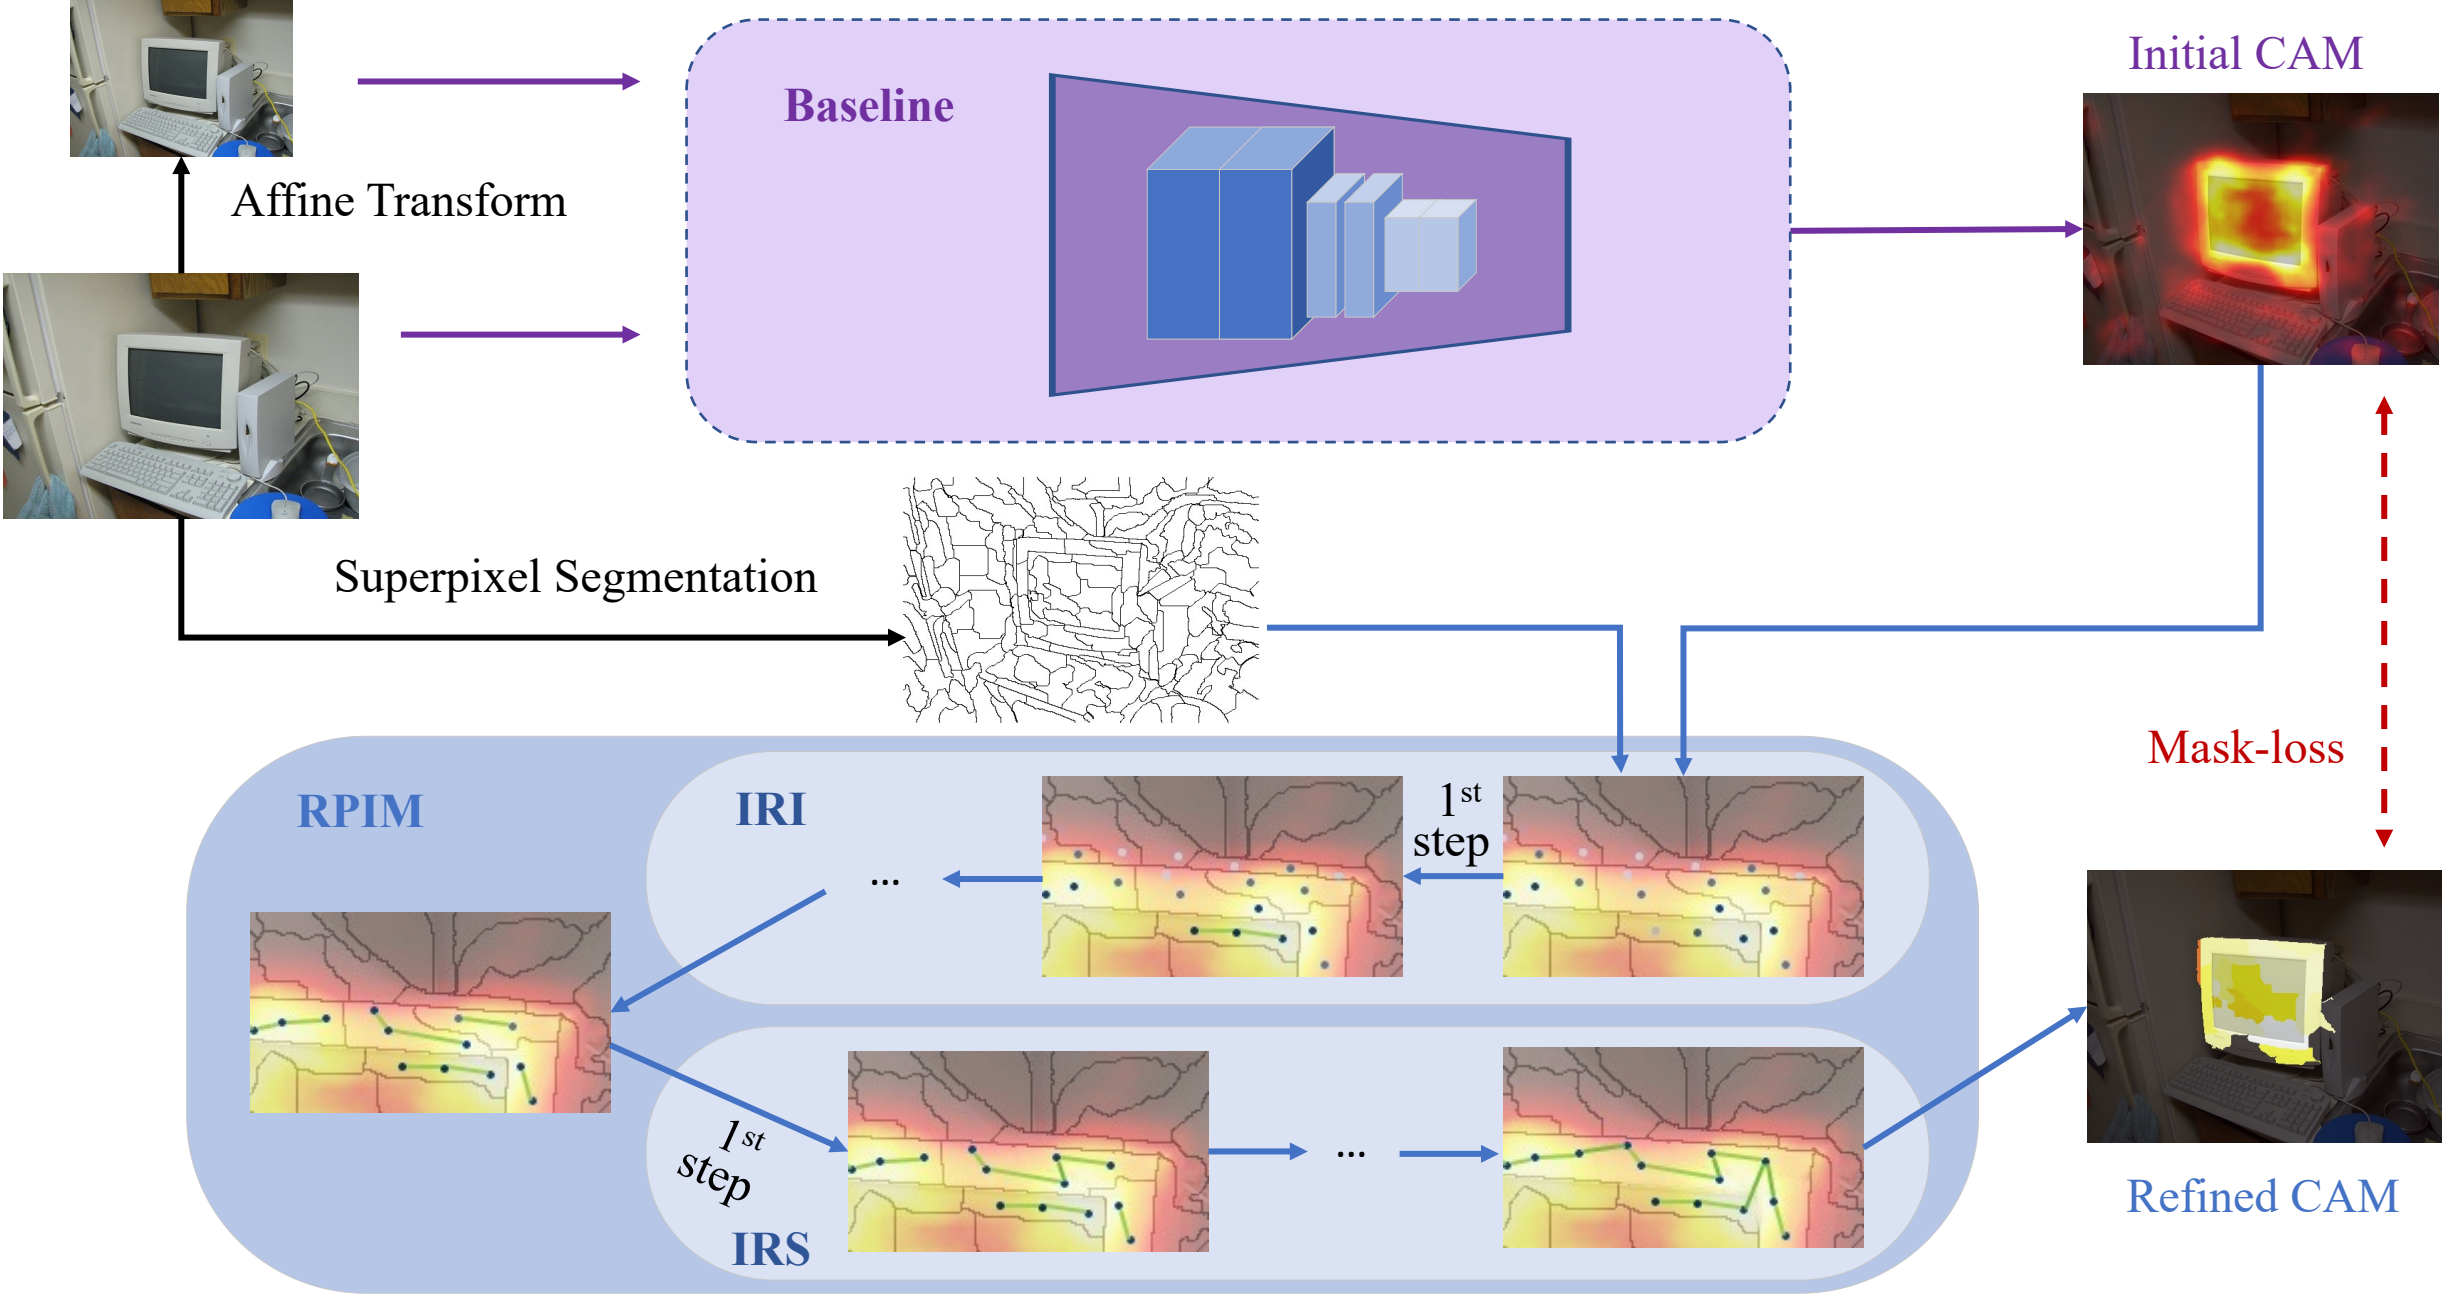 Initial CAM
Baseline
Affine Transform
Superpixel Segmentation
Mask-loss
RPIM
IRI
1st
step
...
1st
step
...
IRS
Refined CAM